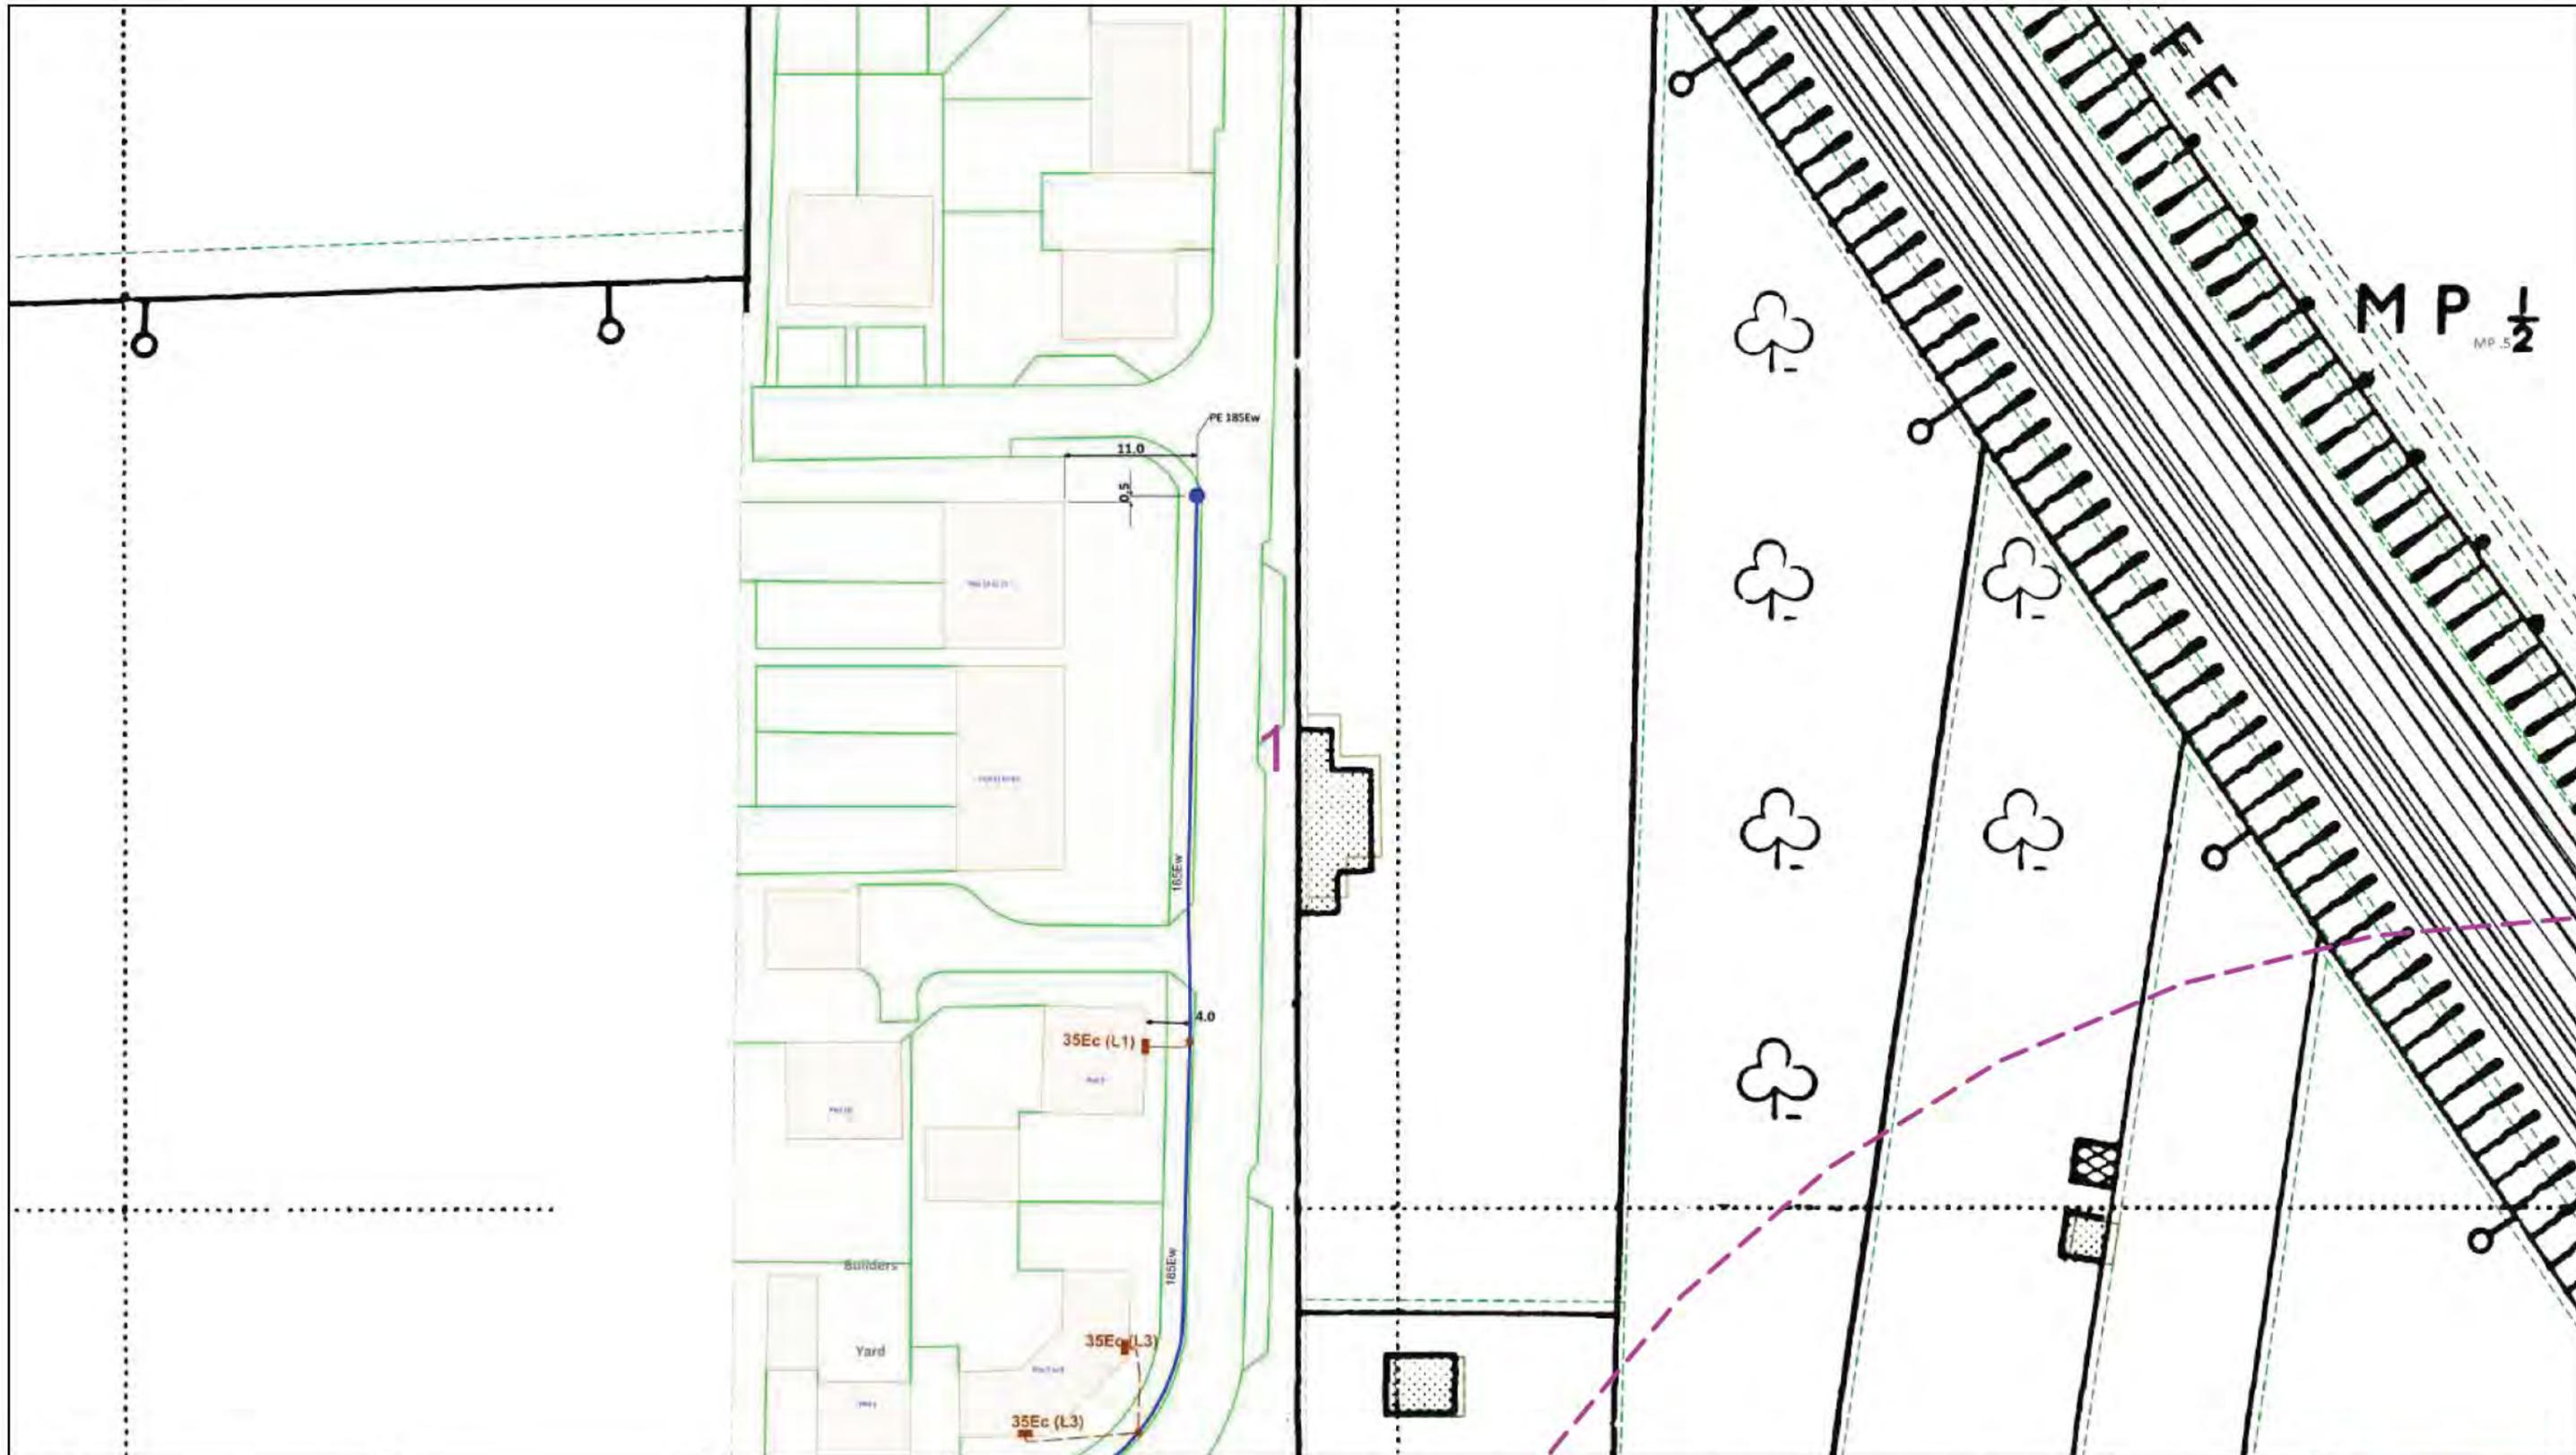 F F
M P ½
MP .5
PE 185Ew
11.0
0.5
1
185Ew
4.0
35Ec (L1)
185Ew
Builders
Yard
35Ec (L3)
35Ec (L3)